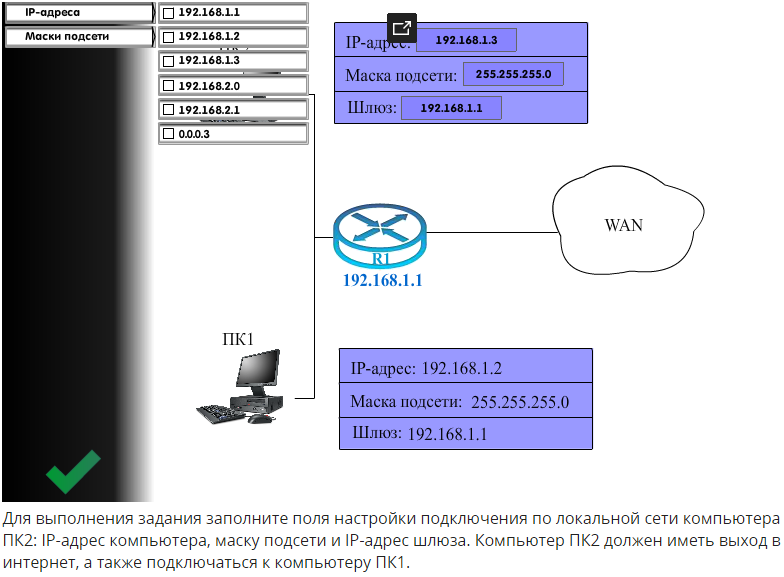 IP-адреса
Маски подсети
192.168.1.1
192.168.1.2
192.168.1.3
192.168.2.0
192.168.2.1
0.0.0.3
IP-адрес: 192.168.1.3
Маска подсети: 255.255.255.0
Шлюз: 192.168.1.1
WAN
R1
192.168.1.1
ПК1
IP-адрес: 192.168.1.2
Маска подсети: 255.255.255.0
Шлюз: 192.168.1.1
Для выполнения задания заполните поля настройки подключения по локальной сети компьютера
ПК2: IP-адрес компьютера, маску подсети и IP-адрес шлюза. Компьютер ПК2 должен иметь выход в
интернет, а также подключаться к компьютеру ПК1.